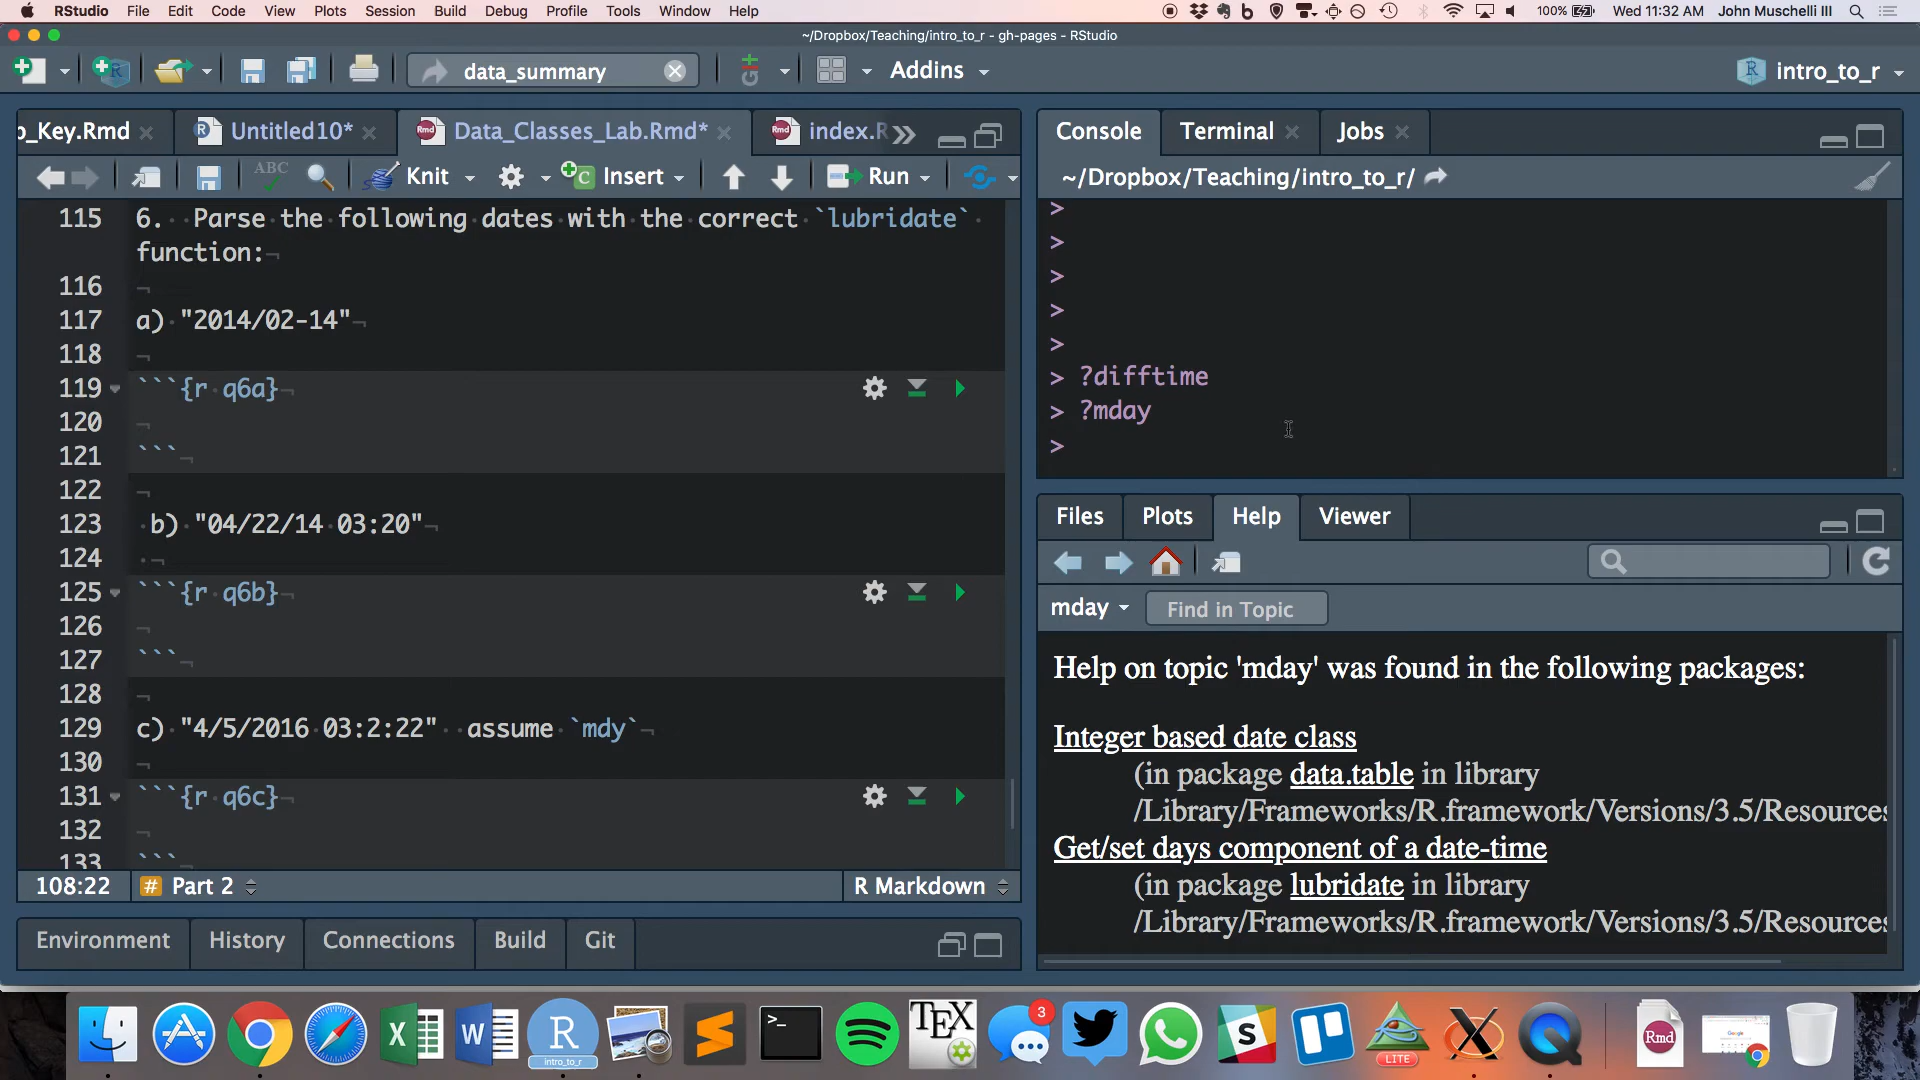 RStudio File Edit Code View Plots Session Build Debug Profile Tools Window Help 100% Wed 11:32 AM John Muschelli III
~/Dropbox/Teaching/intro_to_r - gh-pages - RStudio
data_summary Addins intro_to_r
b_Key.Rmd Untitled10* Data_Classes_Lab.Rmd* index.R
ABC Knit Insert Run
115 6. Parse the following dates with the correct `lubridate`
function:
116
117 a) "2014/02-14"
118
119 ```{r q6a}
120
121 ```
122
123 b) "04/22/14 03:20"
124
125 ```{r q6b}
126
127 ```
128
129 c) "4/5/2016 03:2:22" assume `mdy`
130
131 ```{r q6c}
132
133 ```
108:22 # Part 2 R Markdown
Environment History Connections Build Git
Console Terminal Jobs
~/Dropbox/Teaching/intro_to_r/
>
>
>
>
>
> ?difftime
> ?mday
>
Files Plots Help Viewer
mday Find in Topic
Help on topic 'mday' was found in the following packages:
Integer based date class
(in package data.table in library
/Library/Frameworks/R.framework/Versions/3.5/Resources
Get/set days component of a date-time
(in package lubridate in library
/Library/Frameworks/R.framework/Versions/3.5/Resources
intro_to_r
TEX
3
LITE
Rmd